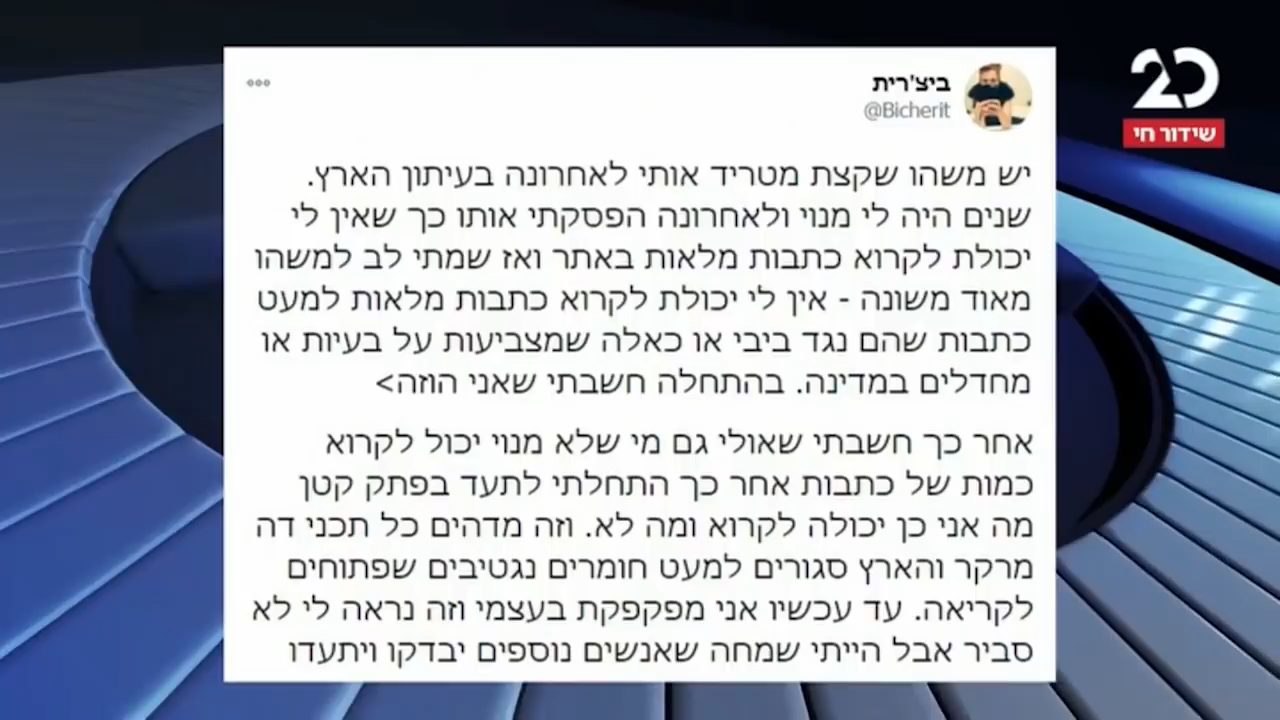 ביצ'רית
@Bicherit
20
שידור חי
יש משהו שקצת מטריד אותי לאחרונה בעיתון הארץ.
שנים היה לי מנוי ולאחרונה הפסקתי אותו כך שאין לי
יכולת לקרוא כתבות מלאות באתר ואז שמתי לב למשהו
מאוד משונה - אין לי יכולת לקרוא כתבות מלאות למעט
כתבות שהם נגד ביבי או כאלה שמצביעות על בעיות או
מחדלים במדינה. בהתחלה חשבתי שאני הוזה>
אחר כך חשבתי שאולי גם מי שלא מנוי יכול לקרוא
כמות של כתבות אחר כך התחלתי לתעד בפתק קטן
מה אני כן יכולה לקרוא ומה לא. וזה מדהים כל תכני דה
מרקר והארץ סגורים למעט חומרים נגטיבים שפתוחים
לקריאה. עד עכשיו אני מפקפקת בעצמי וזה נראה לי לא
סביר אבל הייתי שמחה שאנשים נוספים יבדקו ויתעדו